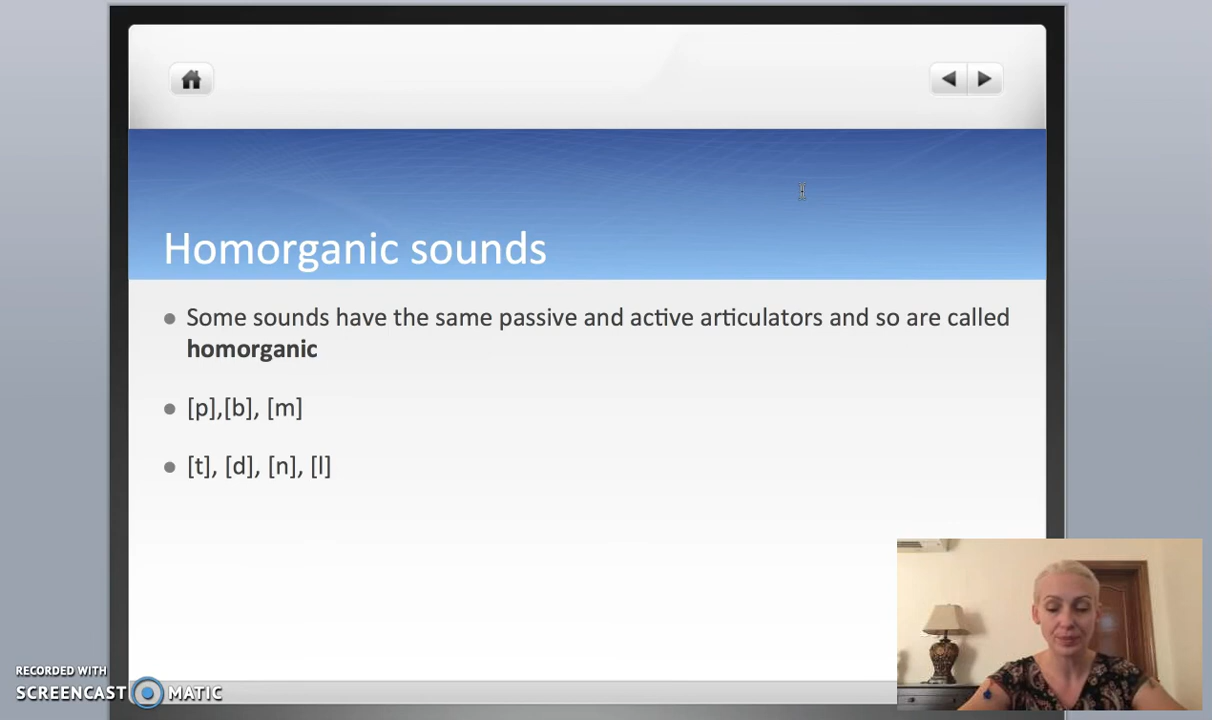 Homorganic sounds
Some sounds have the same passive and active articulators and so are called
homorganic
[p],[b], [m]
[t], [d], [n], [l]
RECORDED WITH
SCREENCAST MATIC